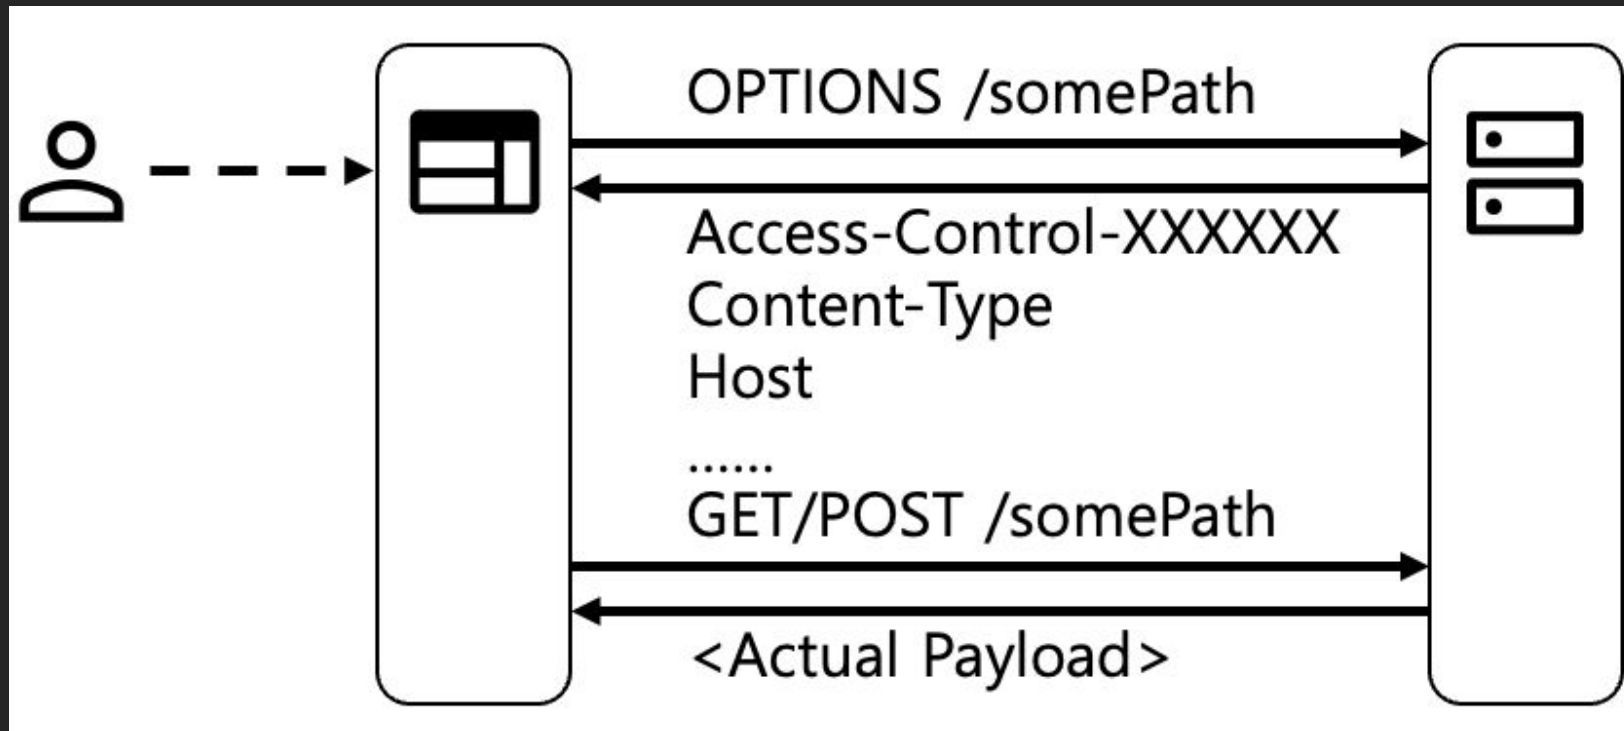 OPTIONS /somePath
Access-Control-XXXXXX
Content-Type
Host
......
GET/POST /somePath
<Actual Payload>